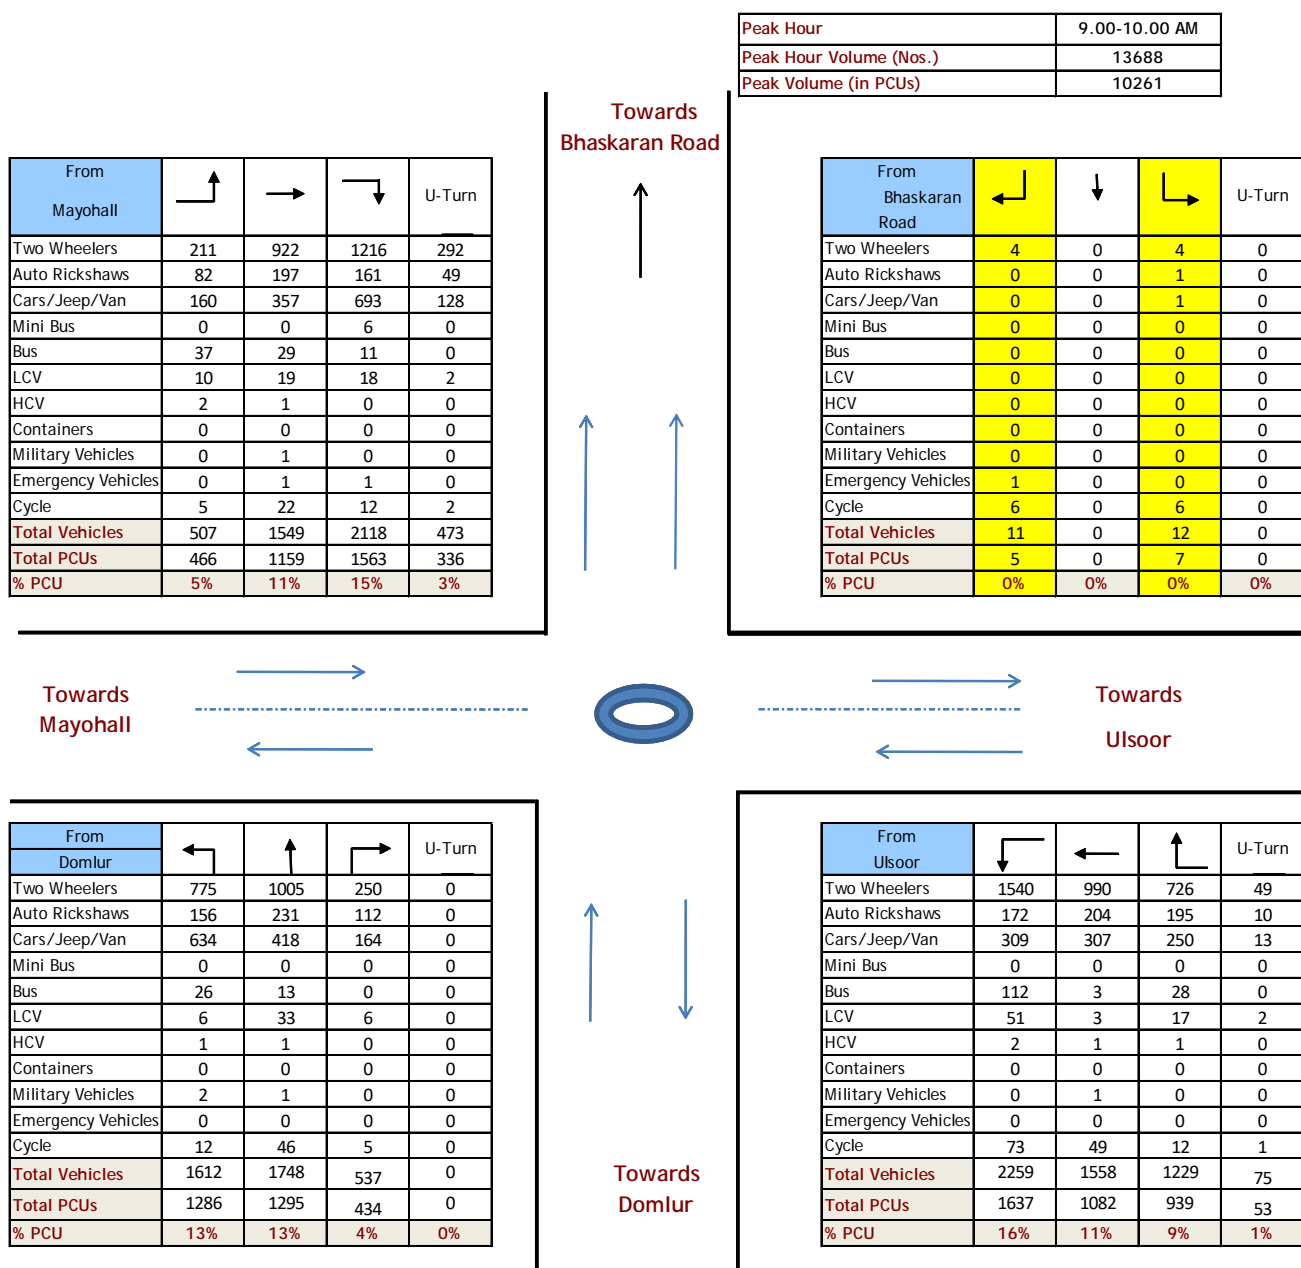 Peak Hour 9.00-10.00 AM
Peak Hour Volume (Nos.) 13688
Peak Volume (in PCUs) 10261
Towards
Bhaskaran Road
From
Mayohall
U-Turn
Two Wheelers 211 922 1216 292
Auto Rickshaws 82 197 161 49
Cars/Jeep/Van 160 357 693 128
Mini Bus 0 0 6 0
Bus 37 29 11 0
LCV 10 19 18 2
HCV 2 1 0 0
Containers 0 0 0 0
Military Vehicles 0 1 0 0
Emergency Vehicles 0 1 1 0
Cycle 5 22 12 2
Total Vehicles 507 1549 2118 473
Total PCUs 466 1159 1563 336
% PCU 5% 11% 15% 3%
From
Bhaskaran
Road
U-Turn
Two Wheelers 4 0 4 0
Auto Rickshaws 0 0 1 0
Cars/Jeep/Van 0 0 1 0
Mini Bus 0 0 0 0
Bus 0 0 0 0
LCV 0 0 0 0
HCV 0 0 0 0
Containers 0 0 0 0
Military Vehicles 0 0 0 0
Emergency Vehicles 1 0 0 0
Cycle 6 0 6 0
Total Vehicles 11 0 12 0
Total PCUs 5 0 7 0
% PCU 0% 0% 0% 0%
Towards
Mayohall
Towards
Ulsoor
From
Domlur
U-Turn
Two Wheelers 775 1005 250 0
Auto Rickshaws 156 231 112 0
Cars/Jeep/Van 634 418 164 0
Mini Bus 0 0 0 0
Bus 26 13 0 0
LCV 6 33 6 0
HCV 1 1 0 0
Containers 0 0 0 0
Military Vehicles 2 1 0 0
Emergency Vehicles 0 0 0 0
Cycle 12 46 5 0
Total Vehicles 1612 1748 537 0
Total PCUs 1286 1295 434 0
% PCU 13% 13% 4% 0%
Towards
Domlur
From
Ulsoor
U-Turn
Two Wheelers 1540 990 726 49
Auto Rickshaws 172 204 195 10
Cars/Jeep/Van 309 307 250 13
Mini Bus 0 0 0 0
Bus 112 3 28 0
LCV 51 3 17 2
HCV 2 1 1 0
Containers 0 0 0 0
Military Vehicles 0 1 0 0
Emergency Vehicles 0 0 0 0
Cycle 73 49 12 1
Total Vehicles 2259 1558 1229 75
Total PCUs 1637 1082 939 53
% PCU 16% 11% 9% 1%